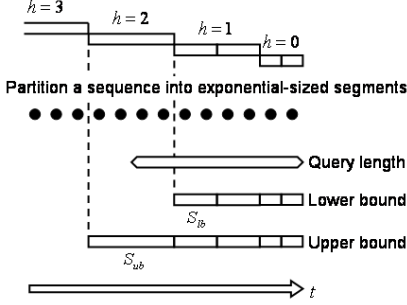 h = 3
h = 2
h = 1
h = 0
Partition a sequence into exponential-sized segments
Query length
Lower bound
S_lb
Upper bound
S_ub
t